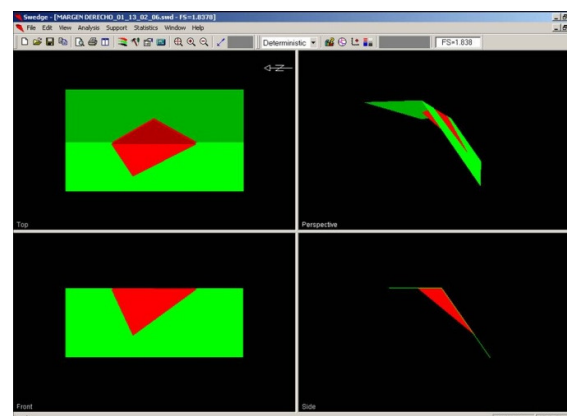 Swedge - [MARGEN DERECHO_01_13_02_06.swd - FS=1.8378]
File Edit View Analysis Support Statistics Window Help
Deterministic FS=1.838
Z
Top
Perspective
Front
Side